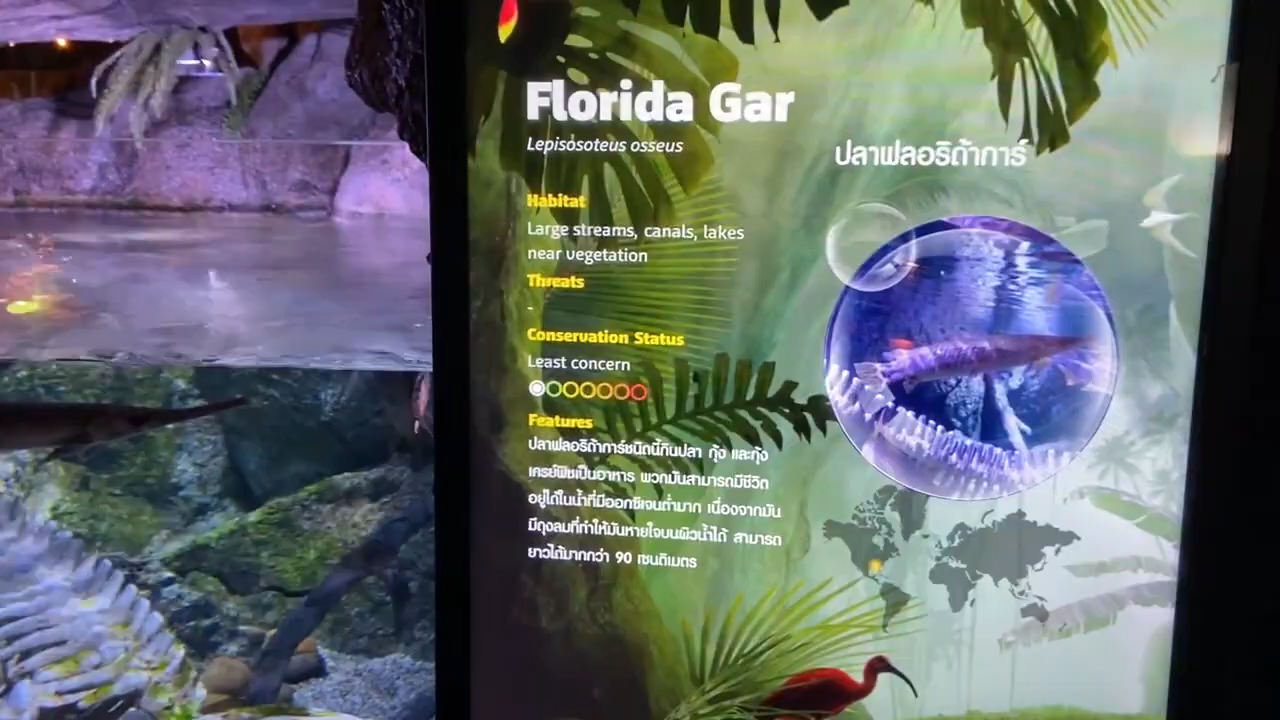 Florida Gar
Lepisosoteus osseus
ปลาฟลอริด้าการ์
Habitat
Large streams, canals, lakes
near vegetation
Threats
-
Conservation Status
Least concern
Features
ปลาฟลอริด้าการ์ชนิดนี้กินปลา กุ้ง และกุ้ง
เครย์ฟิชเป็นอาหาร พวกมันสามารถมีชีวิต
อยู่ได้ในน้ำที่มีออกซิเจนต่ำมาก เนื่องจากมัน
มีถุงลมที่ทำให้มันหายใจบนผิวน้ำได้ สามารถ
ยาวได้มากกว่า 90 เซนติเมตร